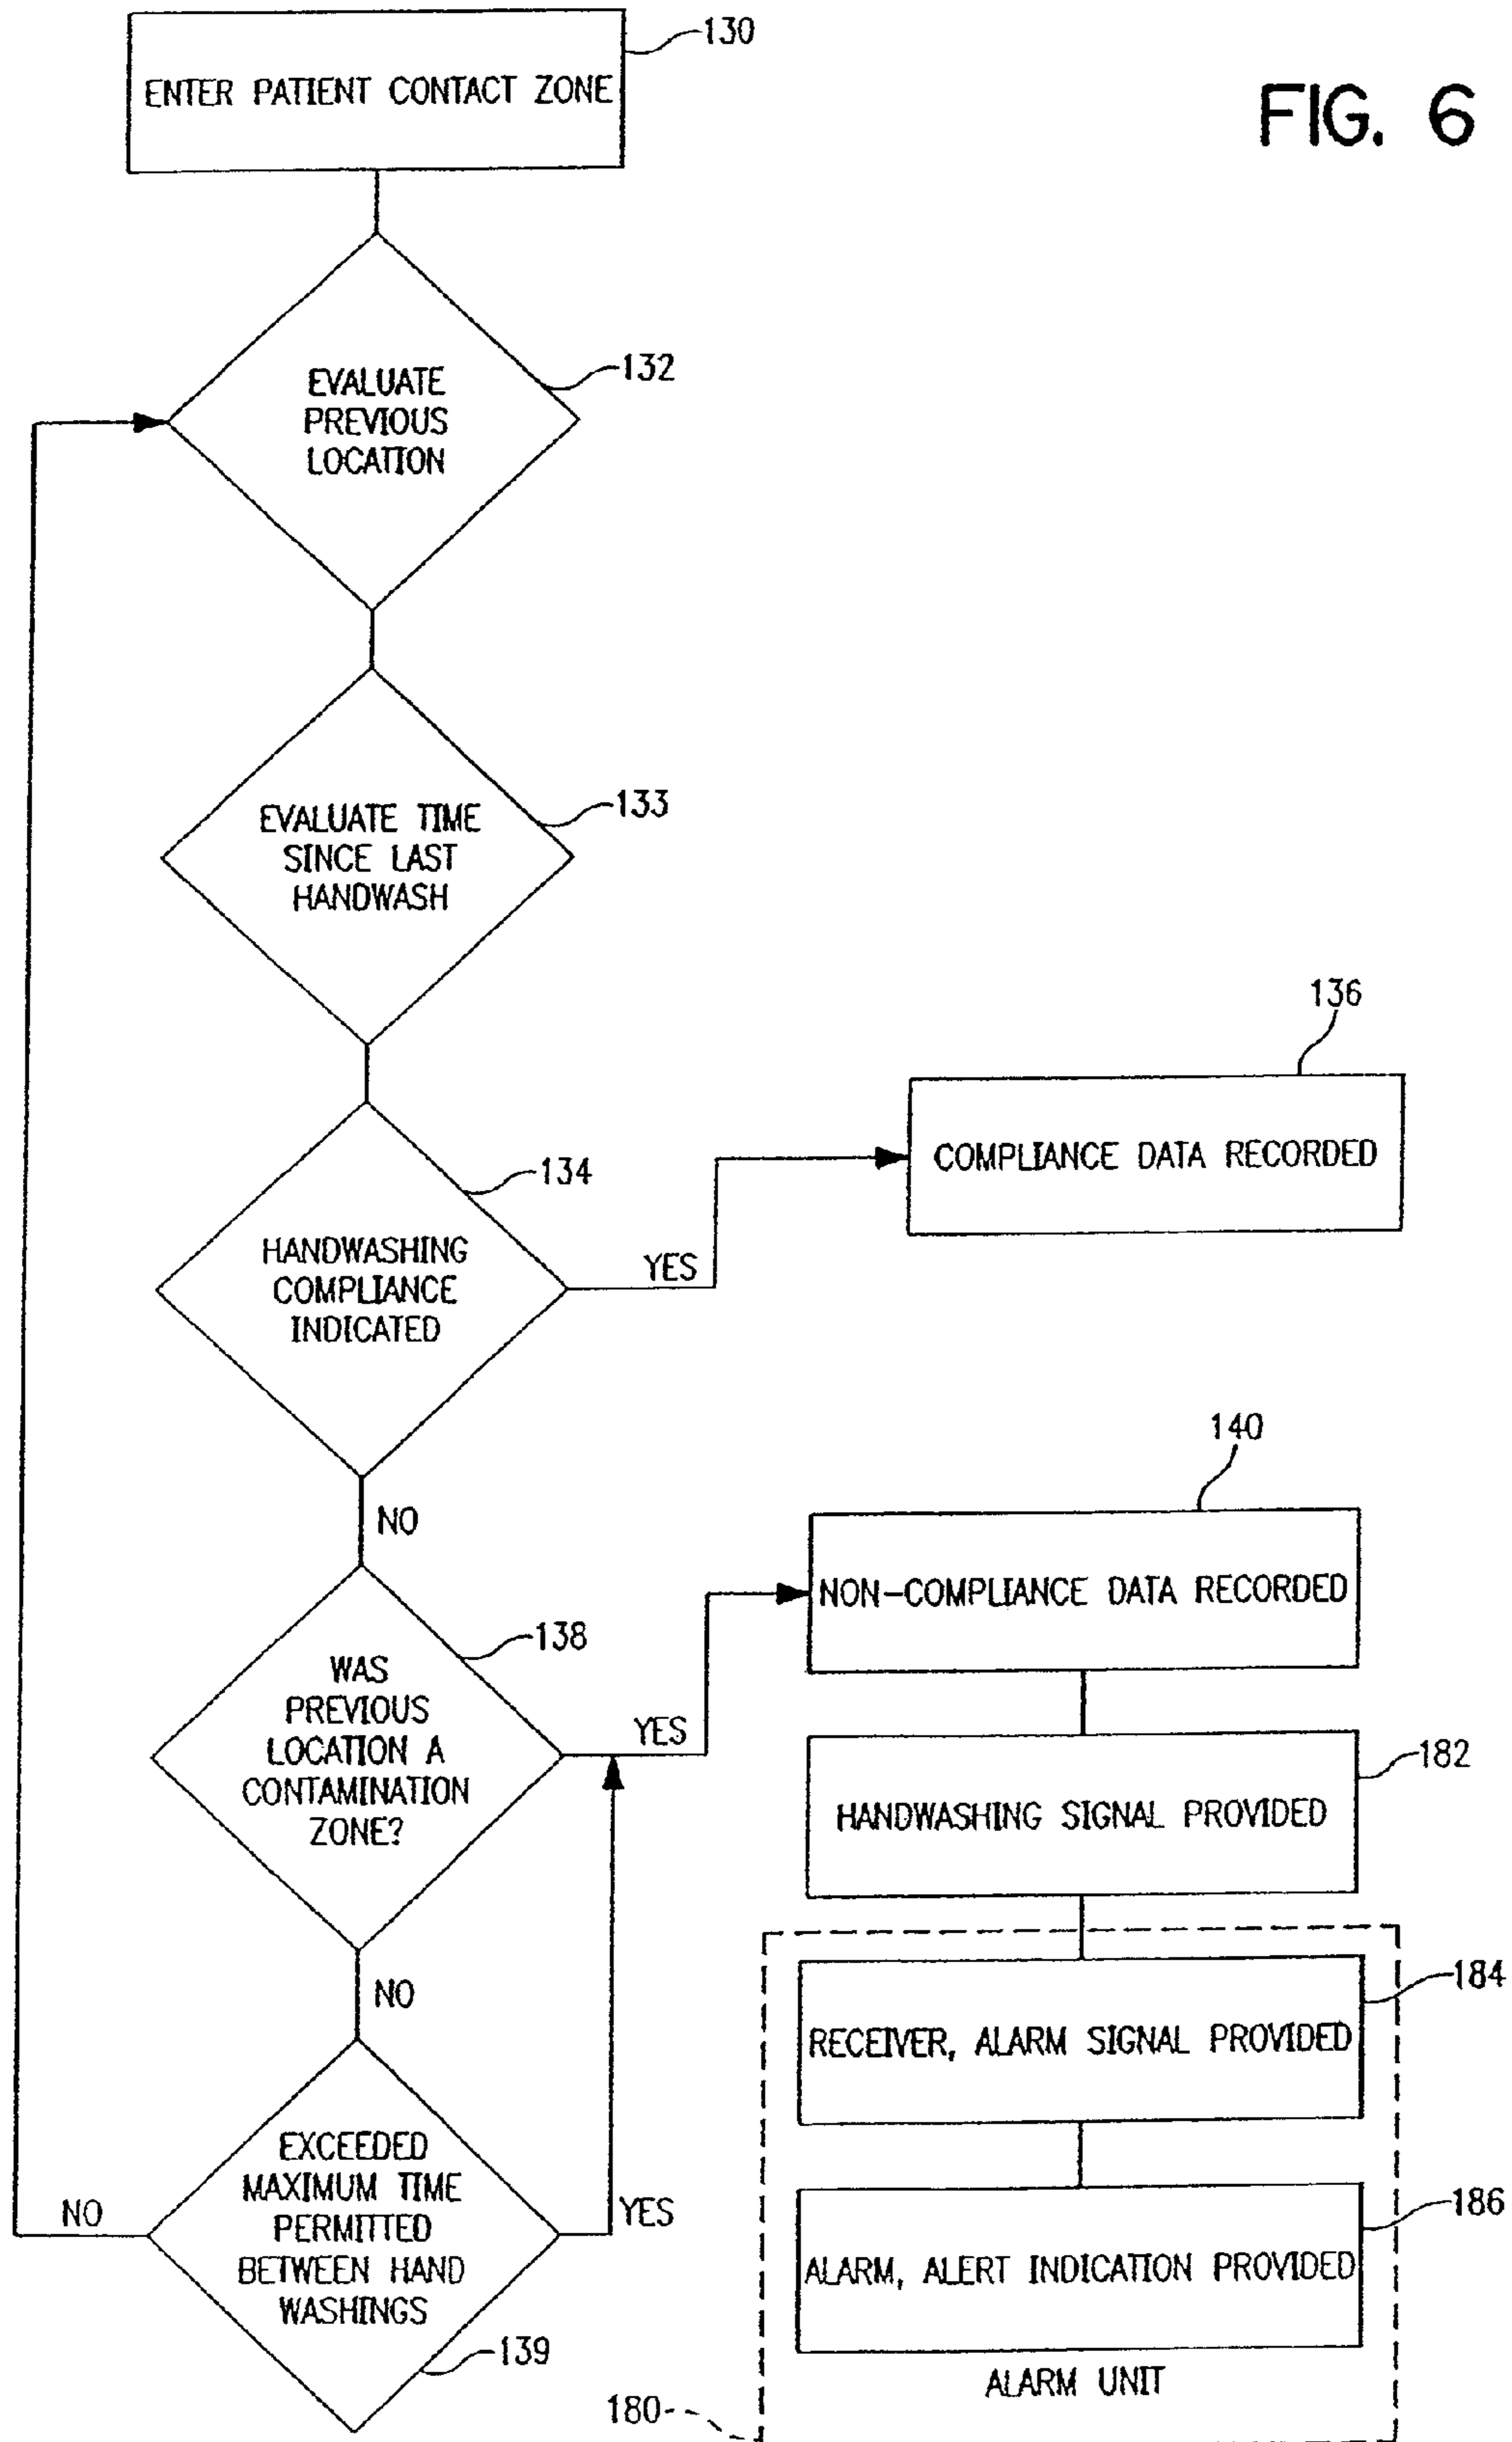 FIG. 6
130
ENTER PATIENT CONTACT ZONE
132
EVALUATE
PREVIOUS
LOCATION
133
EVALUATE TIME
SINCE LAST
HANDWASH
134
HANDWASHING
COMPLIANCE
INDICATED
YES
136
COMPLIANCE DATA RECORDED
NO
138
WAS
PREVIOUS
LOCATION A
CONTAMINATION
ZONE?
YES
140
NON-COMPLIANCE DATA RECORDED
182
HANDWASHING SIGNAL PROVIDED
NO
139
EXCEEDED
MAXIMUM TIME
PERMITTED
BETWEEN HAND
WASHINGS
NO
YES
184
RECEIVER, ALARM SIGNAL PROVIDED
186
ALARM, ALERT INDICATION PROVIDED
ALARM UNIT
180